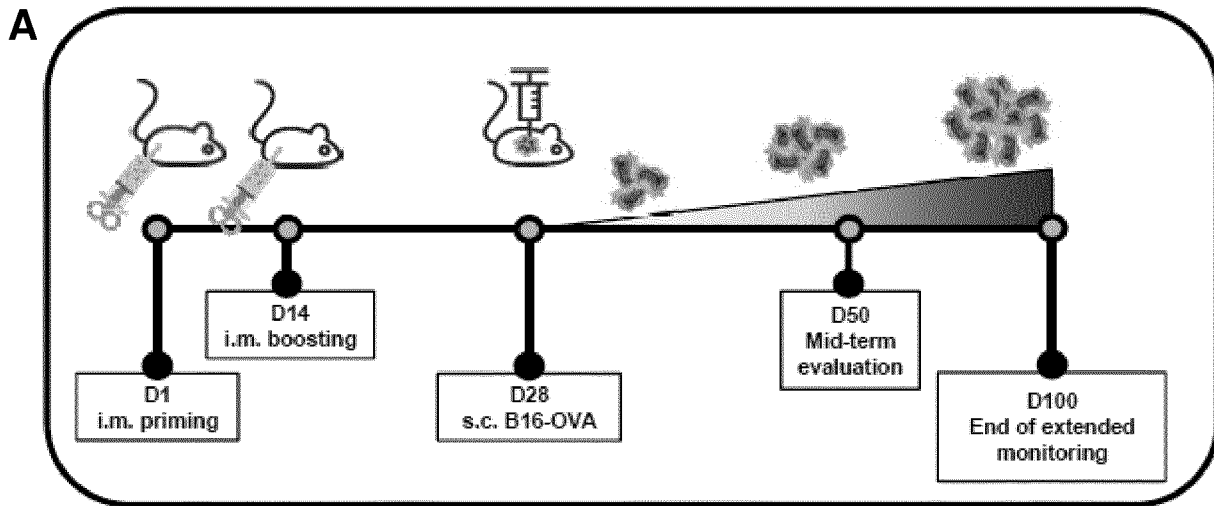 A
D14
i.m. boosting
D1
i.m. priming
D28
s.c. B16-OVA
D50
Mid-term
evaluation
D100
End of extended
monitoring